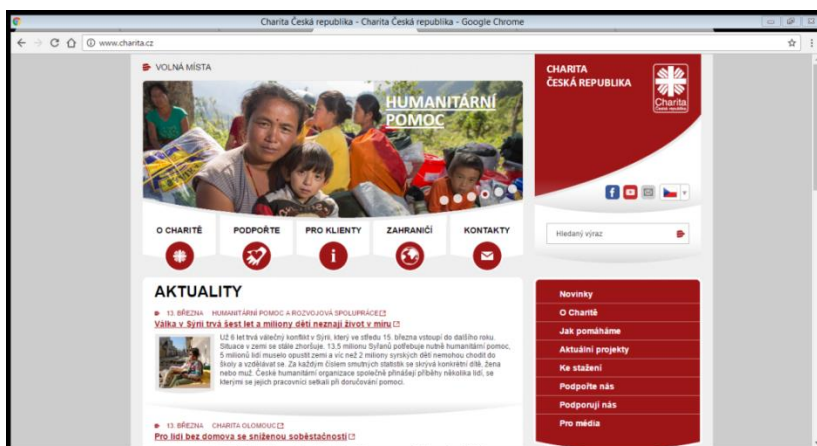 Charita Česká republika - Charita Česká republika - Google Chrome
www.charita.cz
VOLNÁ MÍSTA
HUMANITÁRNÍ
POMOC
CHARITA
ČESKÁ REPUBLIKA
Charita
Česká republika
O CHARITĚ
PODPOŘTE
PRO KLIENTY
ZAHRANIČÍ
KONTAKTY
Hledaný výraz
AKTUALITY
13. BŘEZNA HUMANITÁRNÍ POMOC A ROZVOJOVÁ SPOLUPRÁCE
Válka v Sýrii trvá šest let a miliony dětí neznají život v míru
Už 6 let trvá válečný konflikt v Sýrii, který ve středu 15. března vstoupí do dalšího roku.
Situace v zemi se stále zhoršuje. 13,5 milionu Syřanů potřebuje nutně humanitární pomoc,
5 milionů lidí muselo opustit zemi a víc než 2 miliony syrských dětí nemohou chodit do
školy a vzdělávat se. Za každým číslem smutných statistik se skrývá konkrétní dítě, žena
nebo muž. České humanitární organizace společně přinášejí příběhy několika lidí, se
kterými se jejich pracovníci setkali při doručování pomoci.
13. BŘEZNA CHARITA OLOMOUC
Pro lidi bez domova se sníženou soběstačností
Novinky
O Charitě
Jak pomáháme
Aktuální projekty
Ke stažení
Podpořte nás
Podporují nás
Pro média